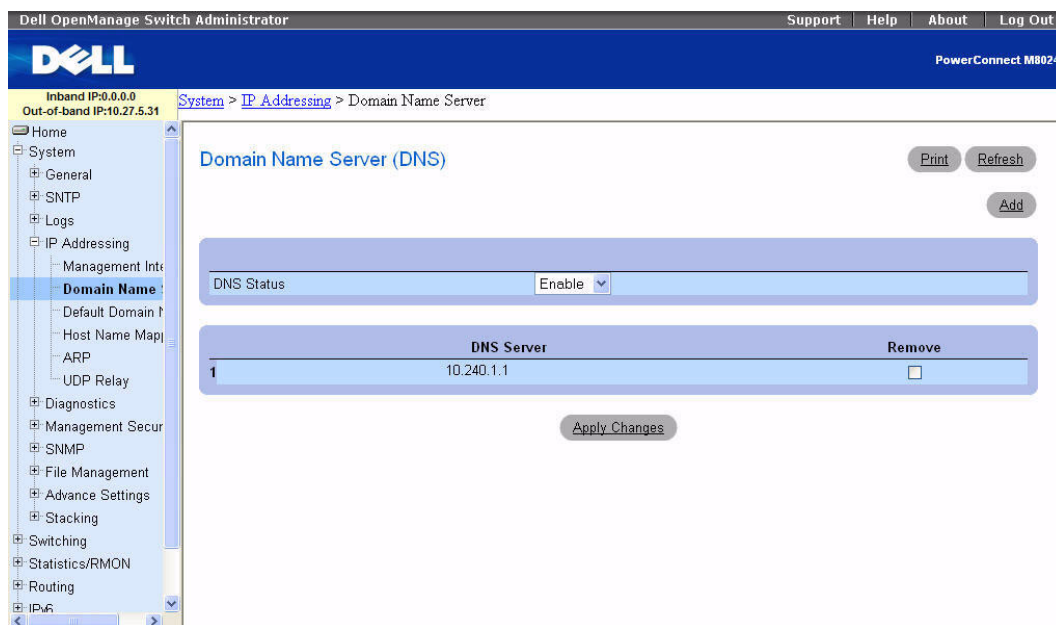 Dell OpenManage Switch Administrator
Support Help About Log Out
DELL
PowerConnect M8024
Inband IP:0.0.0.0
Out-of-band IP:10.27.5.31
System > IP Addressing > Domain Name Server
Home
System
General
SNTP
Logs
IP Addressing
Management Inte
Domain Name S
Default Domain N
Host Name Mapp
ARP
UDP Relay
Diagnostics
Management Secur
SNMP
File Management
Advance Settings
Stacking
Switching
Statistics/RMON
Routing
IPv6
Domain Name Server (DNS)
Print Refresh
Add
DNS Status Enable
DNS Server Remove
1 10.240.1.1
Apply Changes